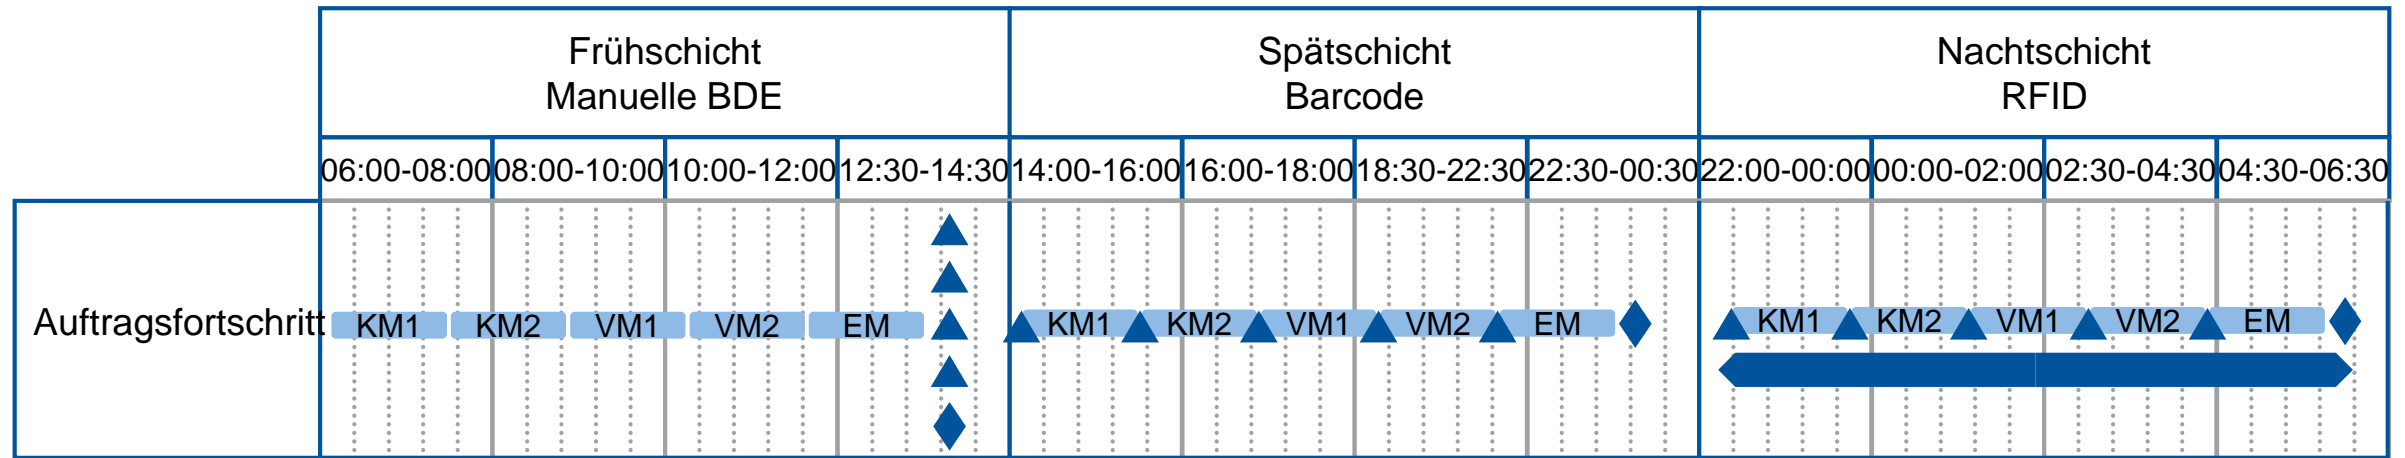 Frühschicht
Manuelle BDE
Spätschicht
Barcode
Nachtschicht
RFID
06:00-08:00 08:00-10:00 10:00-12:00 12:30-14:30 14:00-16:00 16:00-18:00 18:30-22:30 22:30-00:30 22:00-00:00 00:00-02:00 02:30-04:30 04:30-06:30
Auftragsfortschritt KM1 KM2 VM1 VM2 EM KM1 KM2 VM1 VM2 EM KM1 KM2 VM1 VM2 EM